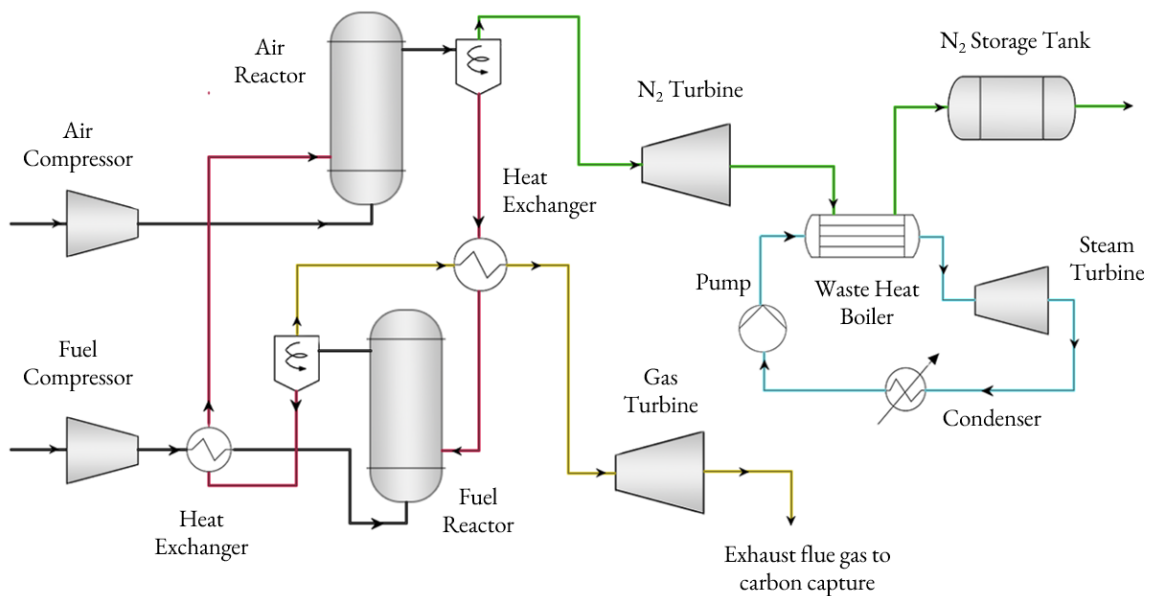 Air
Reactor
N₂ Storage Tank
N₂ Turbine
Air
Compressor
Heat
Exchanger
Steam
Turbine
Pump
Waste Heat
Boiler
Fuel
Compressor
Gas
Turbine
Condenser
Fuel
Reactor
Heat
Exchanger
Exhaust flue gas to
carbon capture